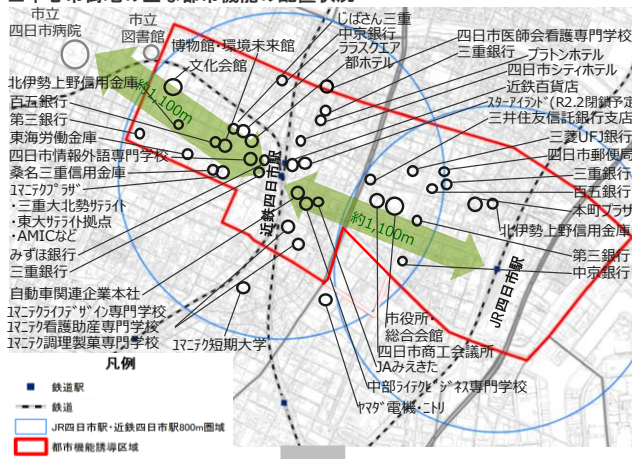 市立
四日市病院
市立
図書館
博物館・環境未来館
文化会館
じばさん三重
中京銀行
ララスクエア
都ホテル
四日市医師会看護専門学校
三重銀行
プラトンホテル
四日市シティホテル
近鉄百貨店
スターアイランド(R2.2閉鎖予定)
三井住友信託銀行支店
三菱UFJ銀行
四日市郵便局
三重銀行
百五銀行
本町プラザ
北伊勢上野信用金庫
第三銀行
中京銀行
北伊勢上野信用金庫
百五銀行
第三銀行
東海労働金庫
四日市情報外語専門学校
桑名三重信用金庫
ユマニテクプラザ
・三重大北勢サテライト
・東大サテライト拠点
・AMICなど
みずほ銀行
三重銀行
自動車関連企業本社
ユマニテクライフデザイン専門学校
ユマニテク看護助産専門学校
ユマニテク調理製菓専門学校
ユマニテク短期大学
約1,100m
約1,100m
近鉄四日市駅
JR四日市駅
市役所・
総合会館
四日市商工会議所
JAみえきた
中部ライテクビジネス専門学校
ヤマダ電機・ニトリ
凡例
鉄道駅
鉄道
JR四日市駅・近鉄四日市駅800m圏域
都市機能誘導区域